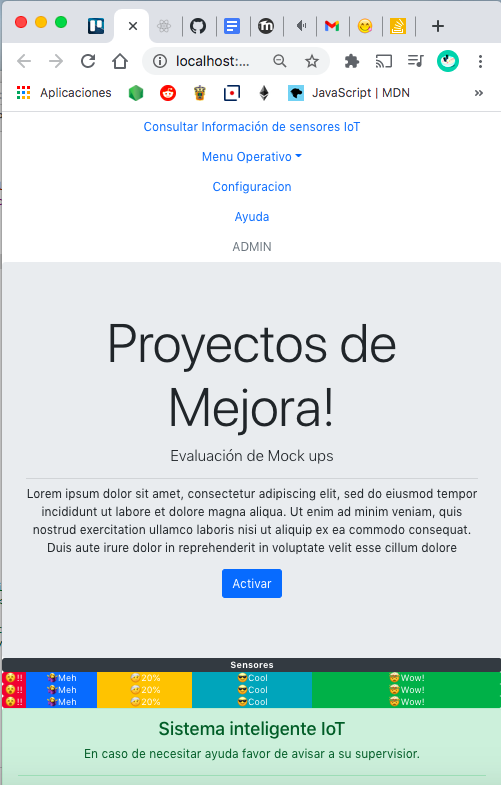 localhost:...
Aplicaciones
JavaScript | MDN
»
Consultar Información de sensores IoT
Menu Operativo
Configuracion
Ayuda
ADMIN
Proyectos de
Mejora!
Evaluación de Mock ups
Lorem ipsum dolor sit amet, consectetur adipiscing elit, sed do eiusmod tempor
incididunt ut labore et dolore magna aliqua. Ut enim ad minim veniam, quis
nostrud exercitation ullamco laboris nisi ut aliquip ex ea commodo consequat.
Duis aute irure dolor in reprehenderit in voluptate velit esse cillum dolore
Activar
Sensores
😯!! 🤷‍♀️Meh 🥶20% 😎Cool 🤯Wow!
😯!! 🤷‍♀️Meh 🥶20% 😎Cool 🤯Wow!
😯!! 🤷‍♀️Meh 🥶20% 😎Cool 🤯Wow!
Sistema inteligente IoT
En caso de necesitar ayuda favor de avisar a su supervisior.